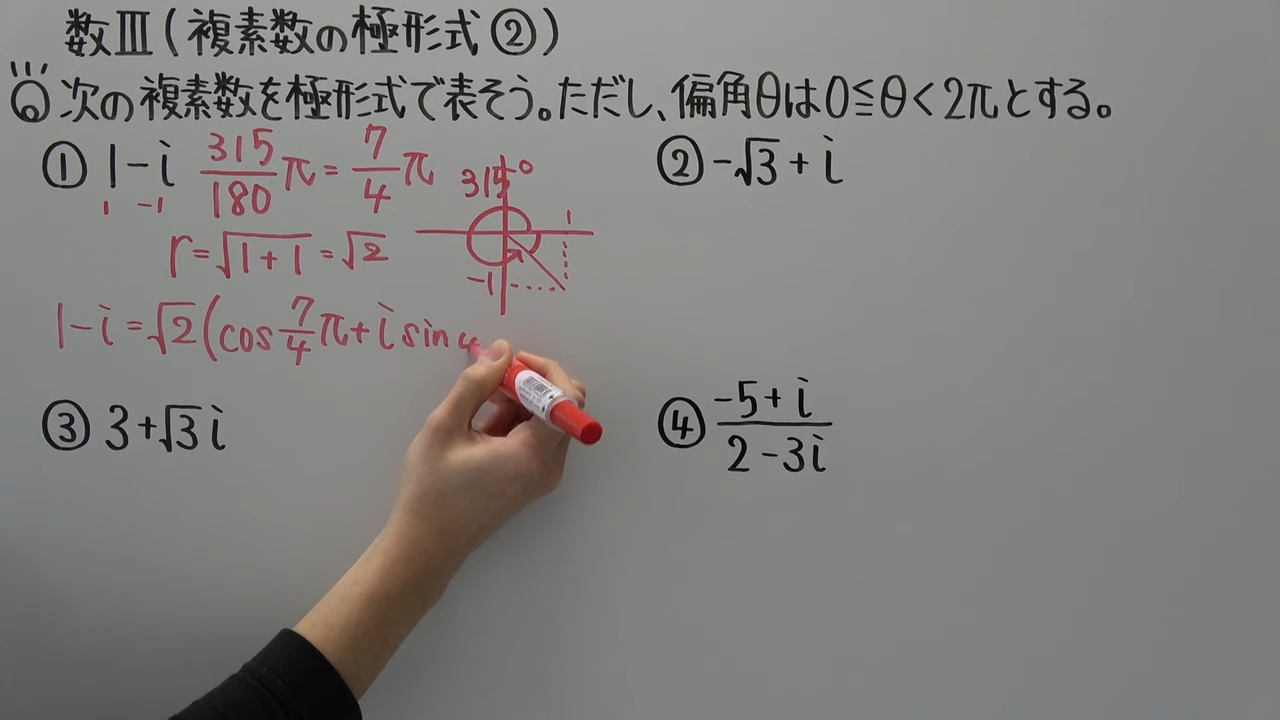 数Ⅲ(複素数の極形式②)
次の複素数を極形式で表そう。ただし、偏角θは0≦θ<2πとする。
① 1-i 315/180 π = 7/4 π
1 -1
315°
1
-1
r=√1+1=√2
1-i=√2(cos 7/4 π+i sin
② -√3+i
③ 3+√3i
④ -5+i/2-3i